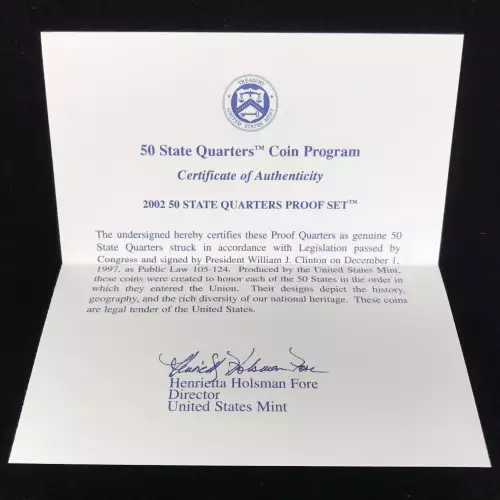 TREASURY
UNITED STATES MINT
50 State Quarters™ Coin Program
Certificate of Authenticity
2002 50 STATE QUARTERS PROOF SET™
The undersigned hereby certifies these Proof Quarters as genuine 50
State Quarters struck in accordance with Legislation passed by
Congress and signed by President William J. Clinton on December 1,
1997, as Public Law 105-124. Produced by the United States Mint,
these coins were created to honor each of the 50 States in the order in
which they entered the Union. Their designs depict the history,
geography, and the rich diversity of our national heritage. These coins
are legal tender of the United States.
Henrietta Holsman Fore
Henrietta Holsman Fore
Director
United States Mint